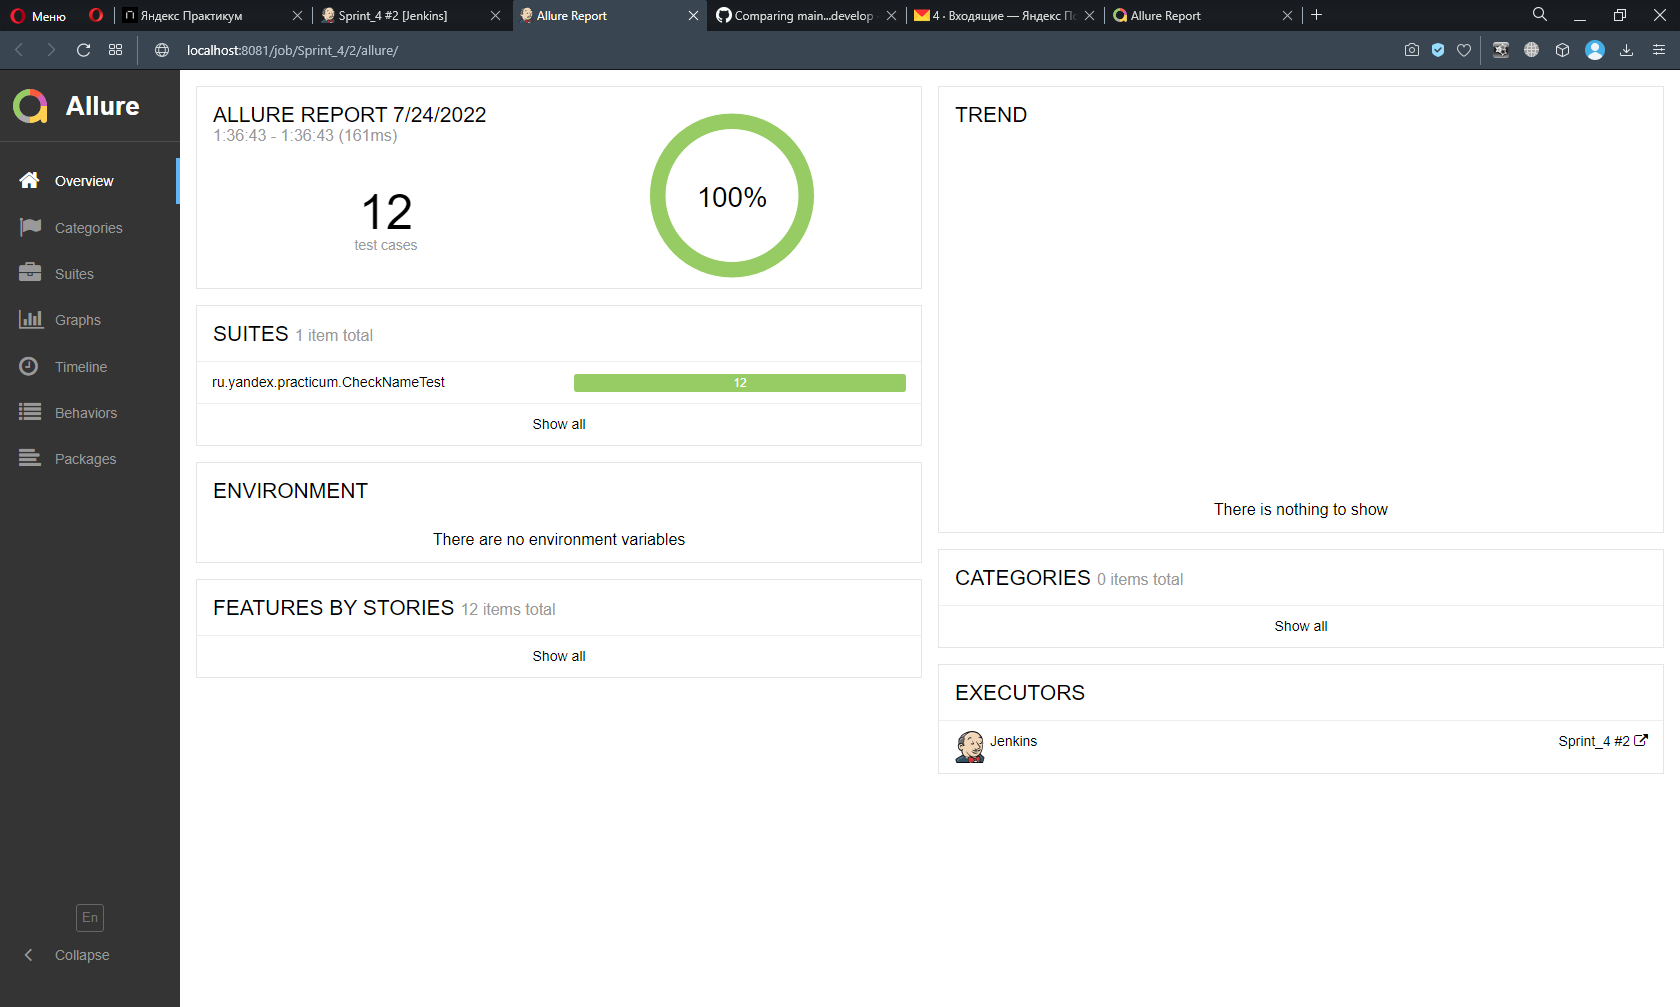 Меню
Яндекс Практикум
Sprint_4 #2 [Jenkins]
Allure Report
Comparing main...develop
4 · Входящие — Яндекс По
Allure Report
localhost:8081/job/Sprint_4/2/allure/
Allure
Overview
Categories
Suites
Graphs
Timeline
Behaviors
Packages
En
Collapse
ALLURE REPORT 7/24/2022
1:36:43 - 1:36:43 (161ms)
12
test cases
100%
SUITES 1 item total
ru.yandex.practicum.CheckNameTest
12
Show all
ENVIRONMENT
There are no environment variables
FEATURES BY STORIES 12 items total
Show all
TREND
There is nothing to show
CATEGORIES 0 items total
Show all
EXECUTORS
Jenkins
Sprint_4 #2